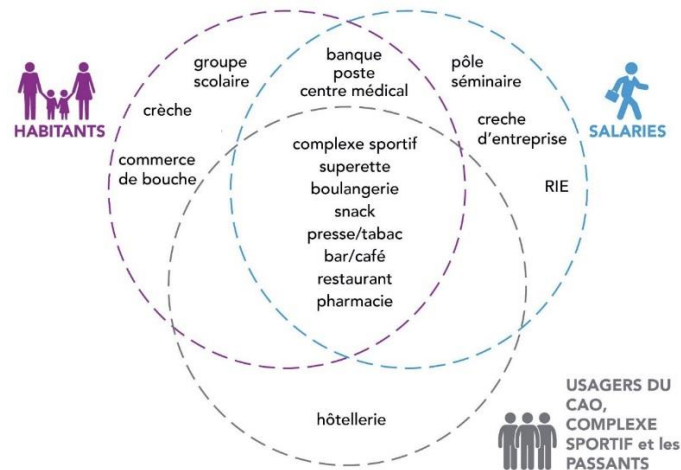 HABITANTS
groupe
scolaire
crèche
commerce
de bouche
banque
poste
centre médical
pôle
séminaire
creche
d'entreprise
RIE
SALARIES
complexe sportif
superette
boulangerie
snack
presse/tabac
bar/café
restaurant
pharmacie
hôtellerie
USAGERS DU
CAO,
COMPLEXE
SPORTIF et les
PASSANTS